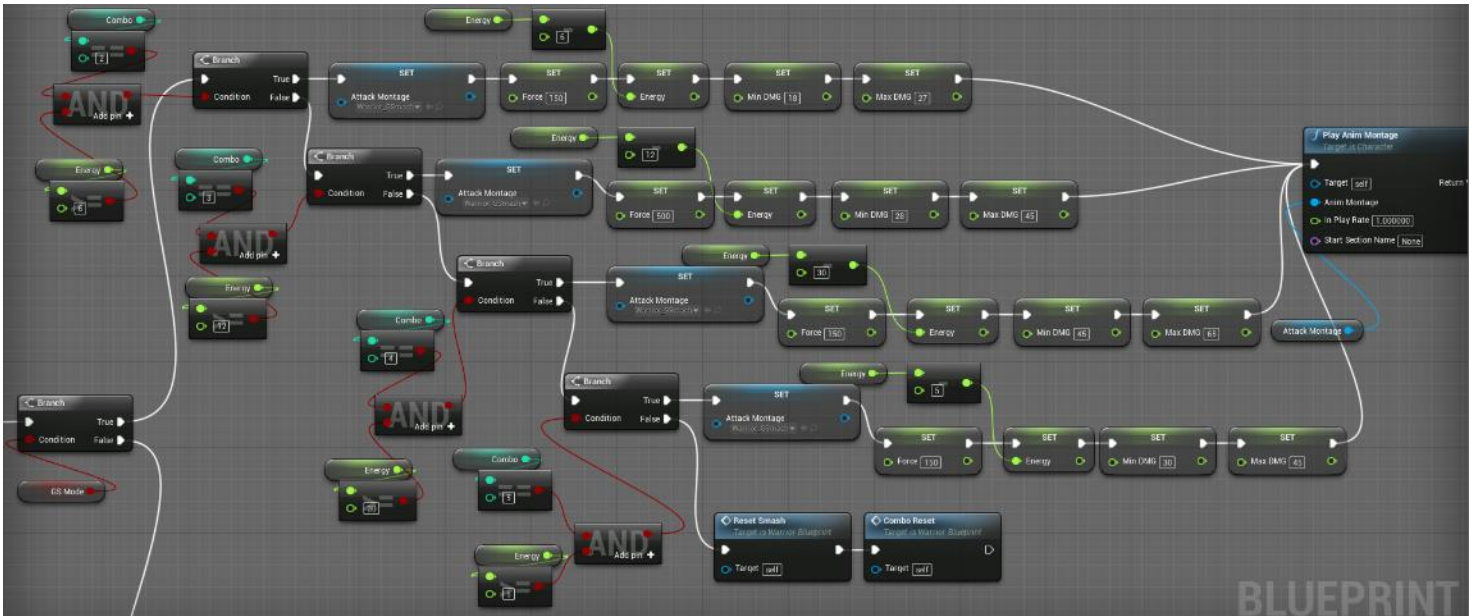 Combo
==
2
AND
Add pin +
Energy
>=
Branch
Condition
True
False
SET
Attack Montage
SET
Force 150
Energy
-
6
SET
Energy
SET
Min DMG 18
SET
Max DMG 27
Combo
==
3
AND
Add pin +
Energy
>=
Branch
Condition
True
False
SET
Attack Montage
SET
Force 500
Energy
-
12
SET
Energy
SET
Min DMG 28
SET
Max DMG 45
Combo
==
4
AND
Add pin +
Energy
>=
Branch
Condition
True
False
SET
Attack Montage
SET
Force 150
Energy
-
30
SET
Energy
SET
Min DMG 45
SET
Max DMG 65
Combo
==
AND
Add pin +
Energy
>=
Branch
Condition
True
False
SET
Attack Montage
SET
Force 150
Energy
-
5
SET
Energy
SET
Min DMG 30
SET
Max DMG 45
Branch
Condition
True
False
GS Mode
Reset Smash
Target is Warrior Blueprint
Target self
Combo Reset
Target is Warrior Blueprint
Target self
Attack Montage
Play Anim Montage
Target is Character
Target self
Anim Montage
In Play Rate 1.000000
Start Section Name None
Return
BLUEPRINT